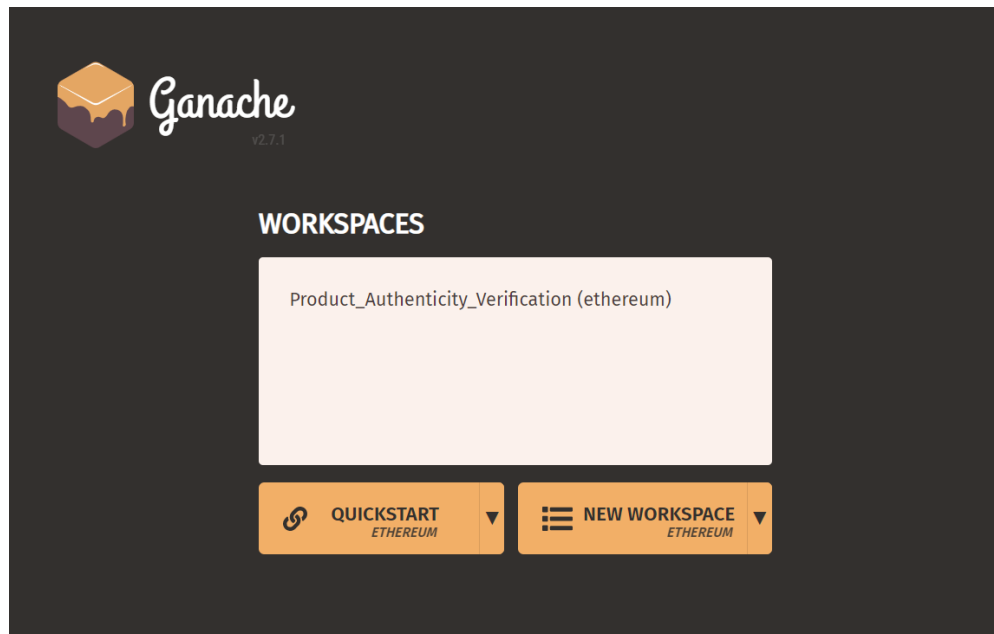 Ganache
v2.7.1
WORKSPACES
Product_Authenticity_Verification (ethereum)
QUICKSTART
ETHEREUM
NEW WORKSPACE
ETHEREUM